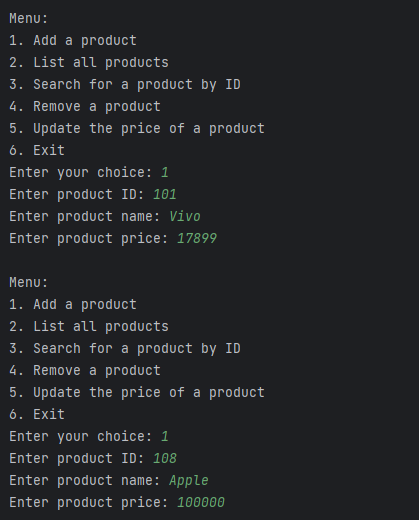 Menu:
1. Add a product
2. List all products
3. Search for a product by ID
4. Remove a product
5. Update the price of a product
6. Exit
Enter your choice: 1
Enter product ID: 101
Enter product name: Vivo
Enter product price: 17899

Menu:
1. Add a product
2. List all products
3. Search for a product by ID
4. Remove a product
5. Update the price of a product
6. Exit
Enter your choice: 1
Enter product ID: 108
Enter product name: Apple
Enter product price: 100000